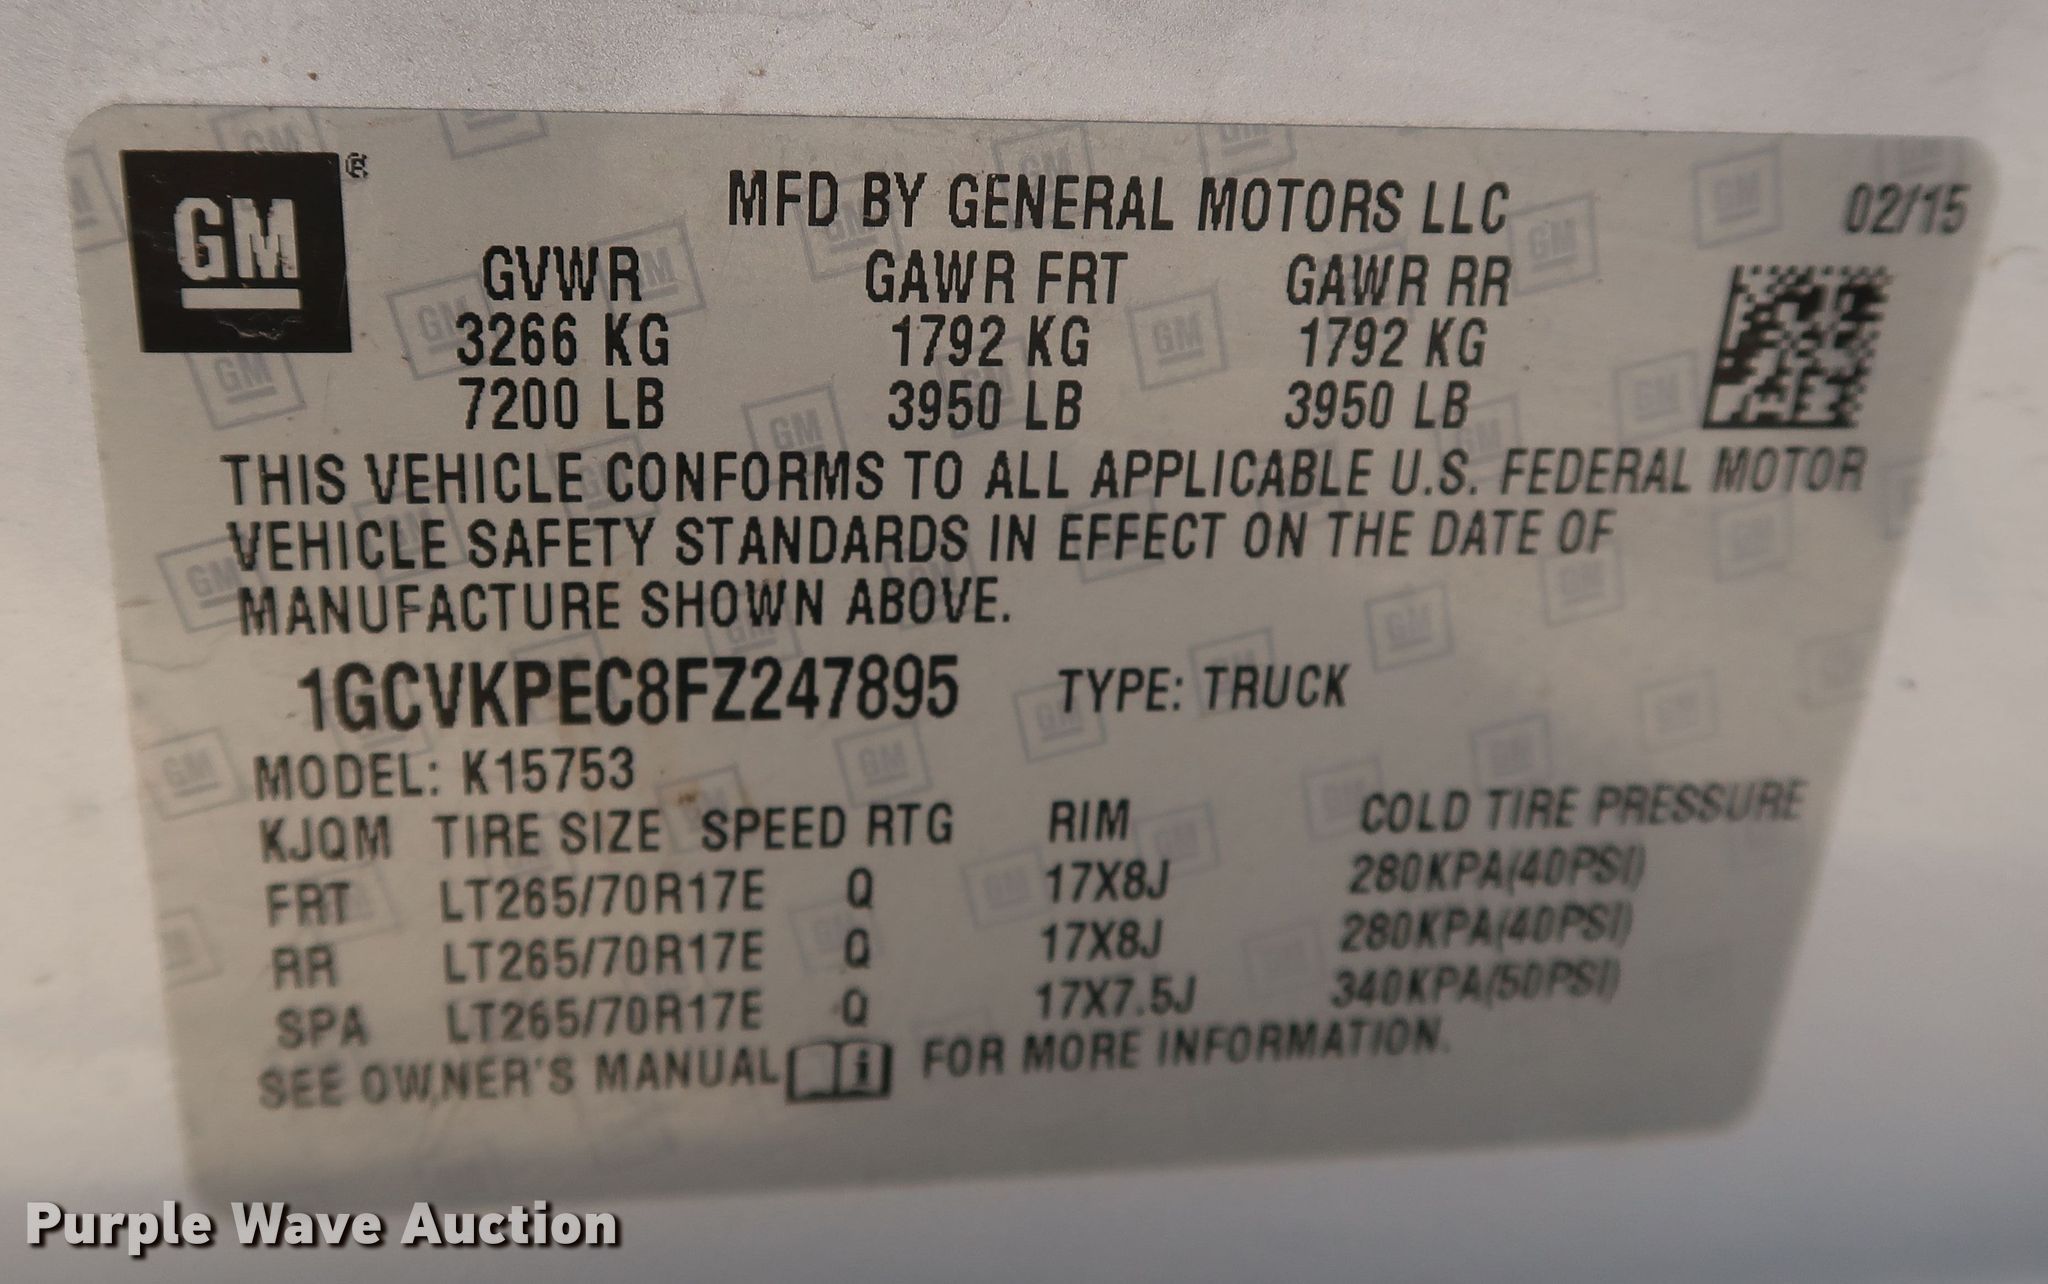 GM ®
MFD BY GENERAL MOTORS LLC 02/15
GVWR GAWR FRT GAWR RR
3266 KG 1792 KG 1792 KG
7200 LB 3950 LB 3950 LB
THIS VEHICLE CONFORMS TO ALL APPLICABLE U.S. FEDERAL MOTOR
VEHICLE SAFETY STANDARDS IN EFFECT ON THE DATE OF
MANUFACTURE SHOWN ABOVE.
1GCVKPEC8FZ247895 TYPE: TRUCK
MODEL: K15753
KJQM TIRE SIZE SPEED RTG RIM COLD TIRE PRESSURE
FRT LT265/70R17E Q 17X8J 280KPA(40PSI)
RR LT265/70R17E Q 17X8J 280KPA(40PSI)
SPA LT265/70R17E Q 17X7.5J 340KPA(50PSI)
SEE OWNER'S MANUAL i FOR MORE INFORMATION.
Purple Wave Auction